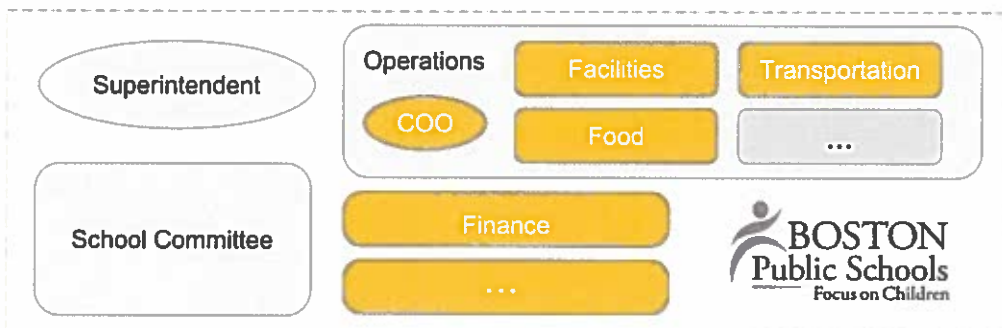 Superintendent
Operations
Facilities
Transportation
COO
Food
...
School Committee
Finance
...
BOSTON
Public Schools
Focus on Children